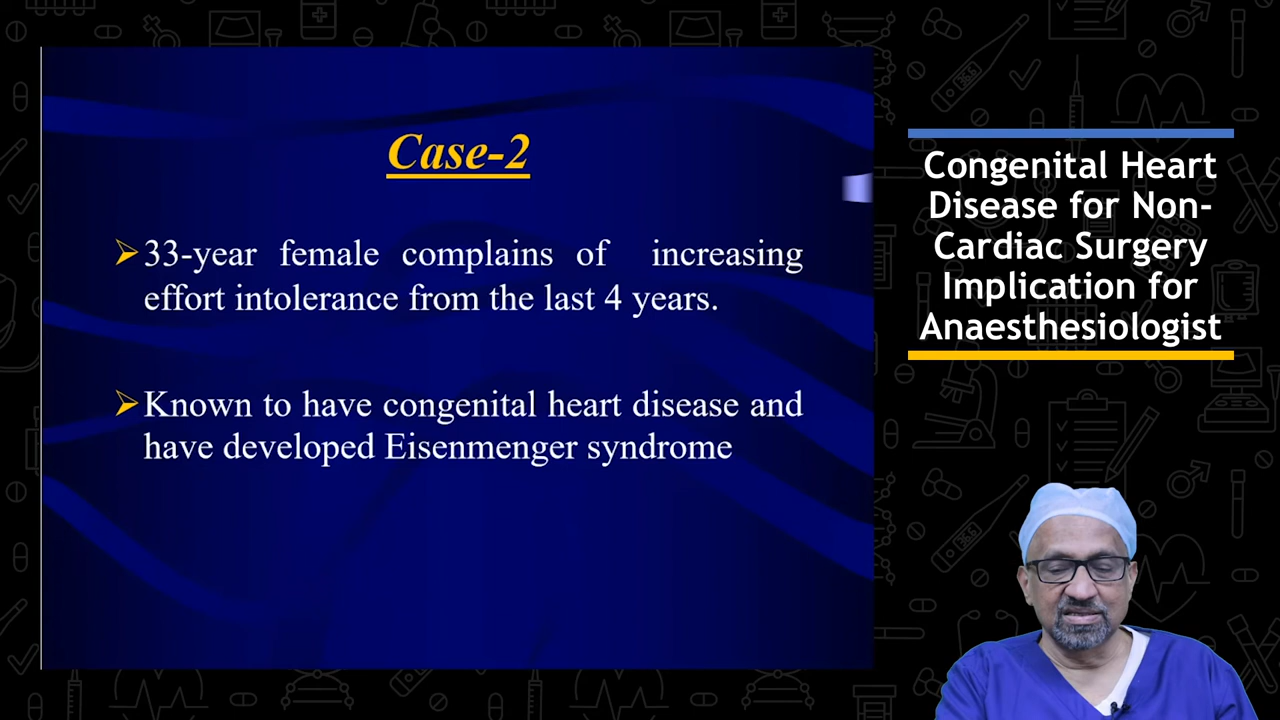 Case-2
33-year female complains of increasing
effort intolerance from the last 4 years.
Known to have congenital heart disease and
have developed Eisenmenger syndrome
Congenital Heart
Disease for Non-
Cardiac Surgery
Implication for
Anaesthesiologist